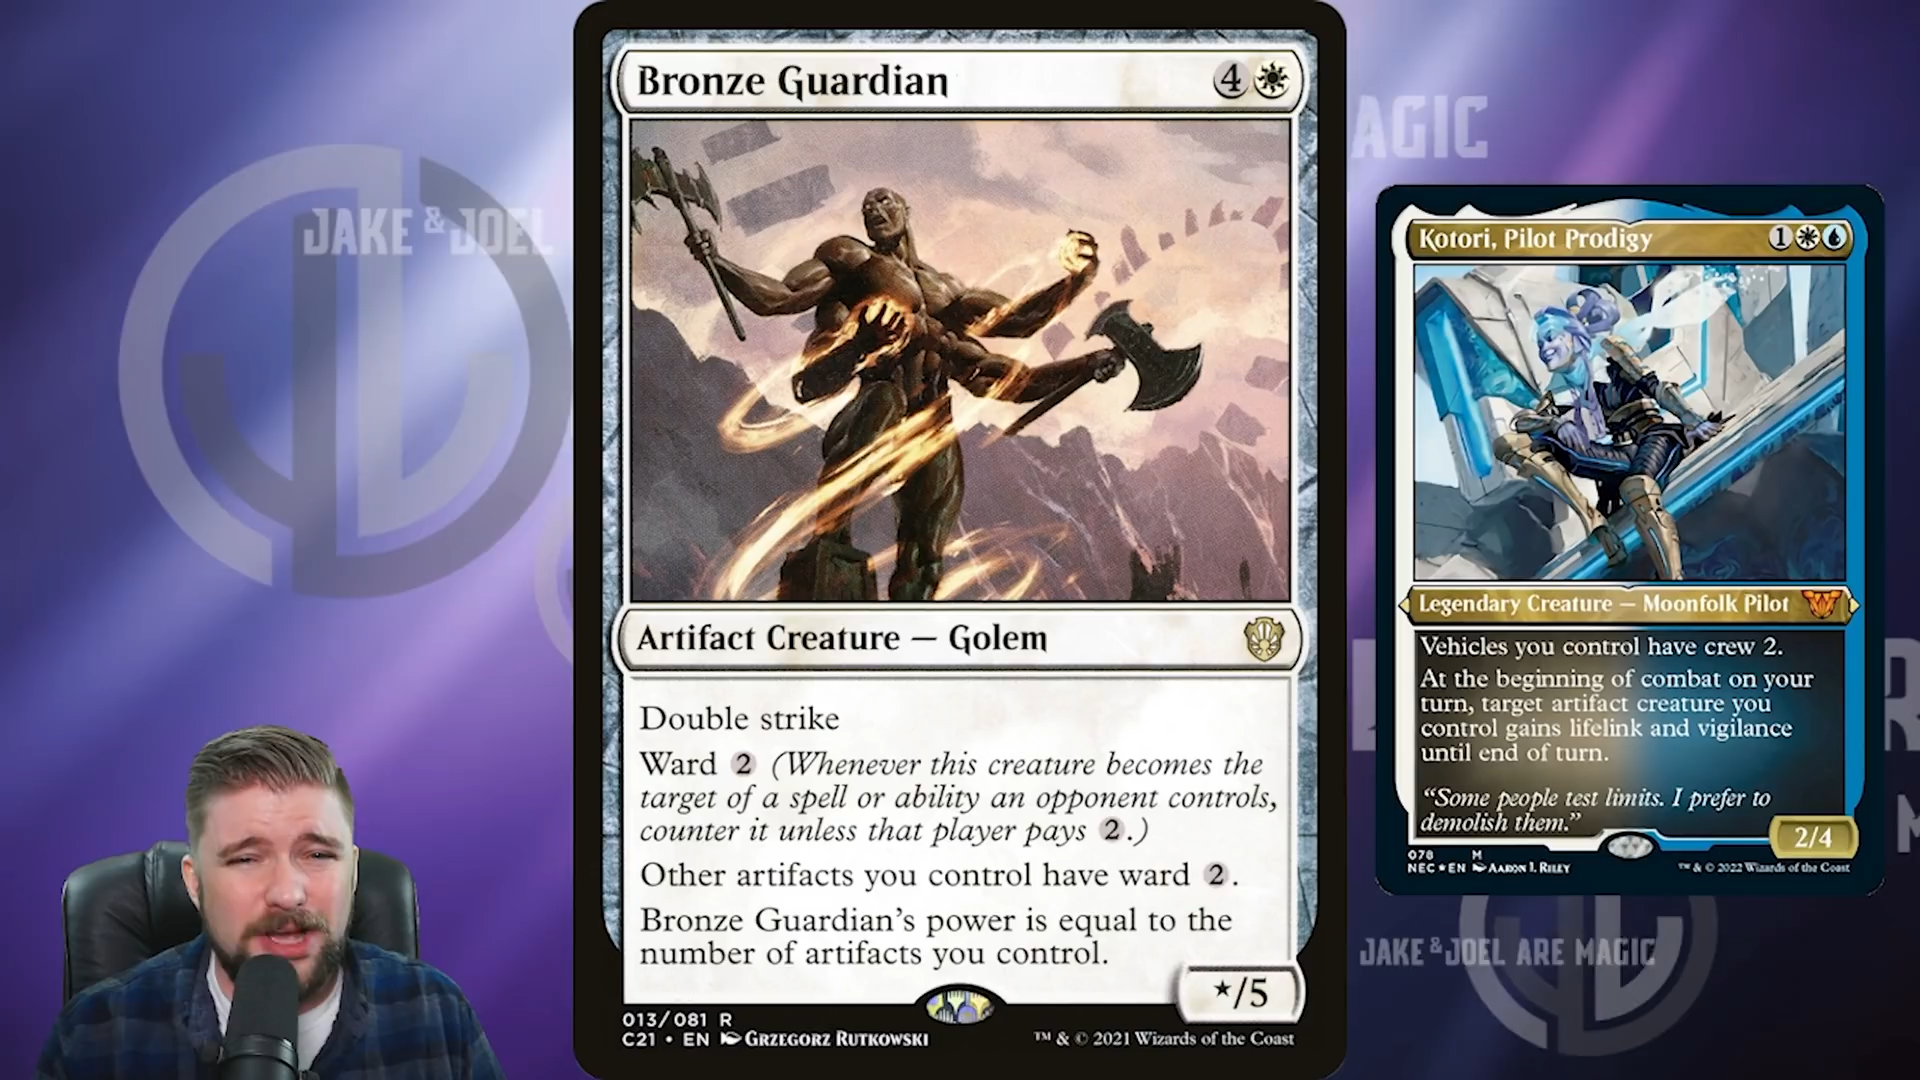 JAKE & JOEL
AGIC
Bronze Guardian 4
Artifact Creature — Golem
Double strike
Ward 2 (Whenever this creature becomes the
target of a spell or ability an opponent controls,
counter it unless that player pays 2.)
Other artifacts you control have ward 2.
Bronze Guardian's power is equal to the
number of artifacts you control.
★/5
013/081 R
C21 • EN GRZEGORZ RUTKOWSKI
™ & © 2021 Wizards of the Coast
Kotori, Pilot Prodigy 1
Legendary Creature — Moonfolk Pilot
Vehicles you control have crew 2.
At the beginning of combat on your
turn, target artifact creature you
control gains lifelink and vigilance
until end of turn.
“Some people test limits. I prefer to
demolish them.”
2/4
078 M
NEC ★ EN AARON J. RILEY
™ & © 2022 Wizards of the Coast
JAKE & JOEL ARE MAGIC